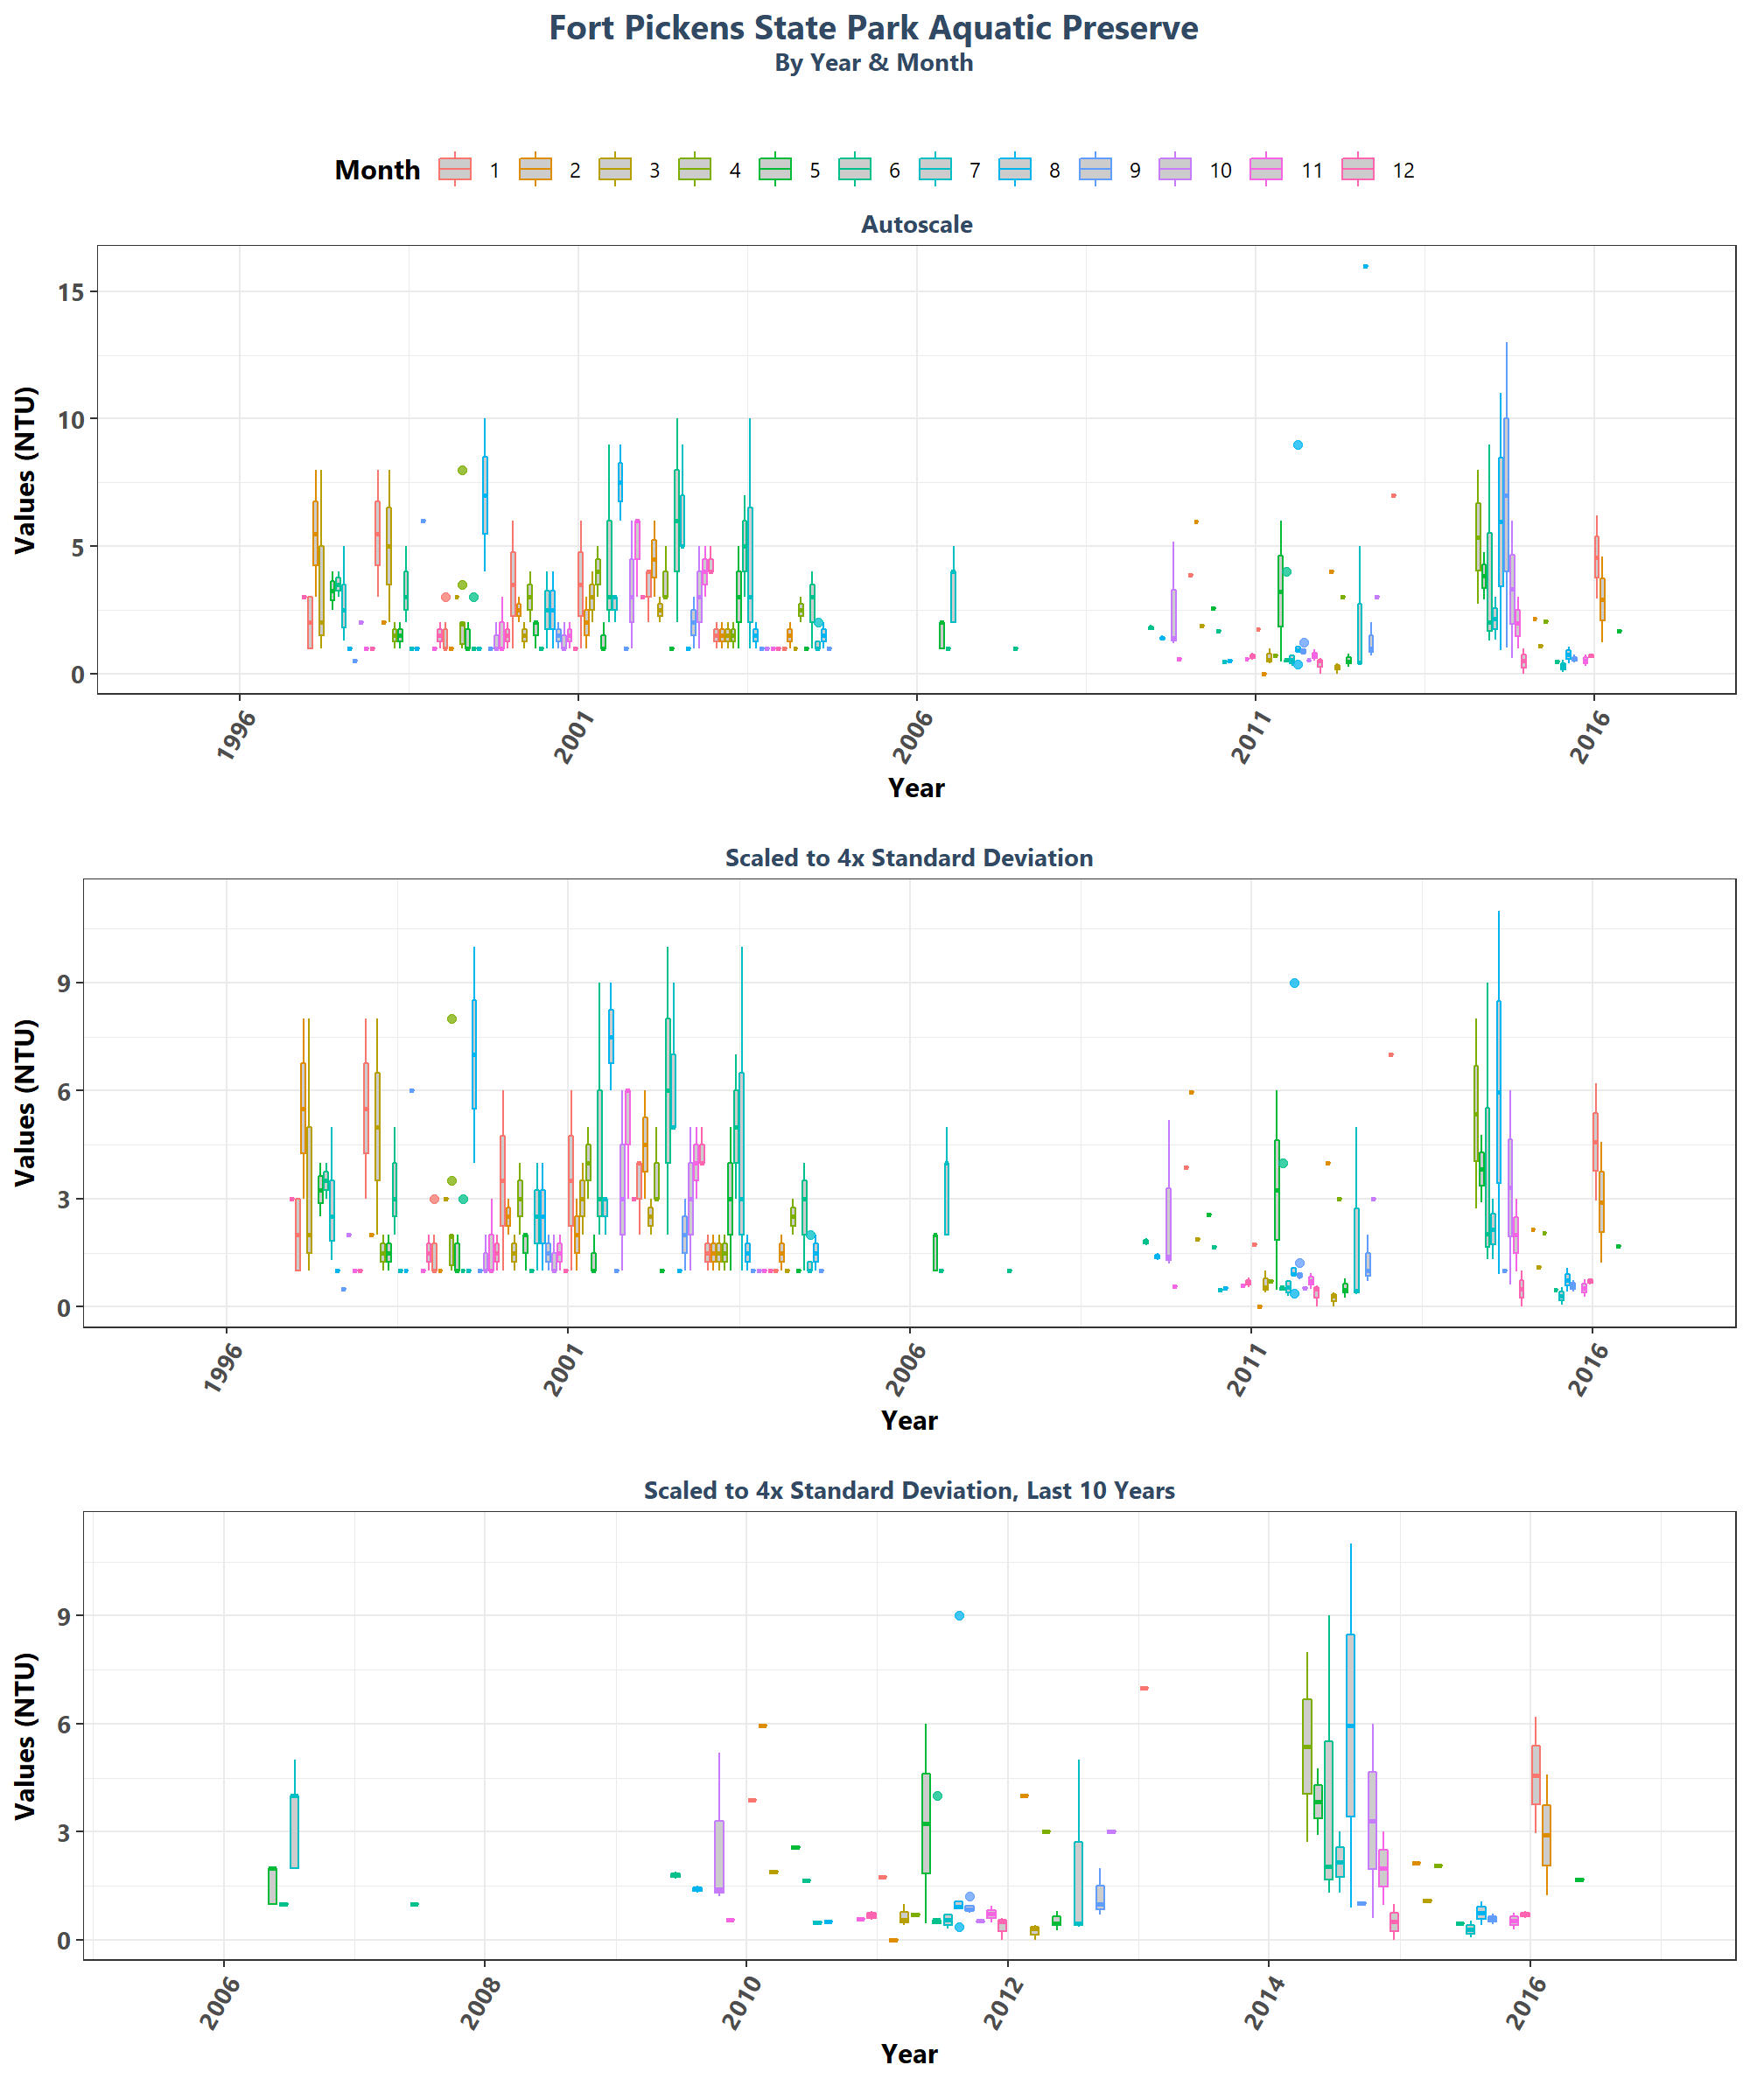 Fort Pickens State Park Aquatic Preserve
By Year & Month
Month 1 2 3 4 5 6 7 8 9 10 11 12
Autoscale
Values (NTU)
15
10
5
0
1996 2001 2006 2011 2016
Year
Scaled to 4x Standard Deviation
Values (NTU)
9
6
3
0
1996 2001 2006 2011 2016
Year
Scaled to 4x Standard Deviation, Last 10 Years
Values (NTU)
9
6
3
0
2006 2008 2010 2012 2014 2016
Year